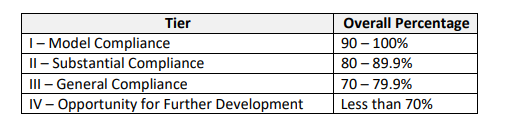 Tier Overall Percentage
I – Model Compliance 90 – 100%
II – Substantial Compliance 80 – 89.9%
III – General Compliance 70 – 79.9%
IV – Opportunity for Further Development Less than 70%